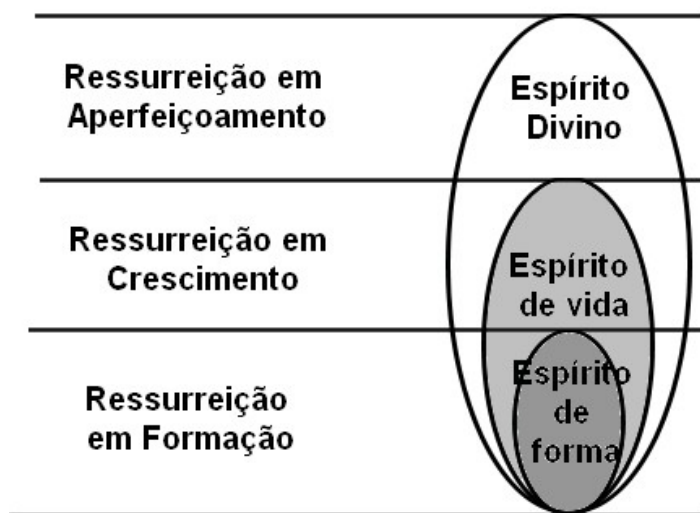 Ressurreição em
Aperfeiçoamento
Espírito
Divino
Ressurreição em
Crescimento
Espírito
de vida
Ressurreição
em Formação
Espírito
de
forma